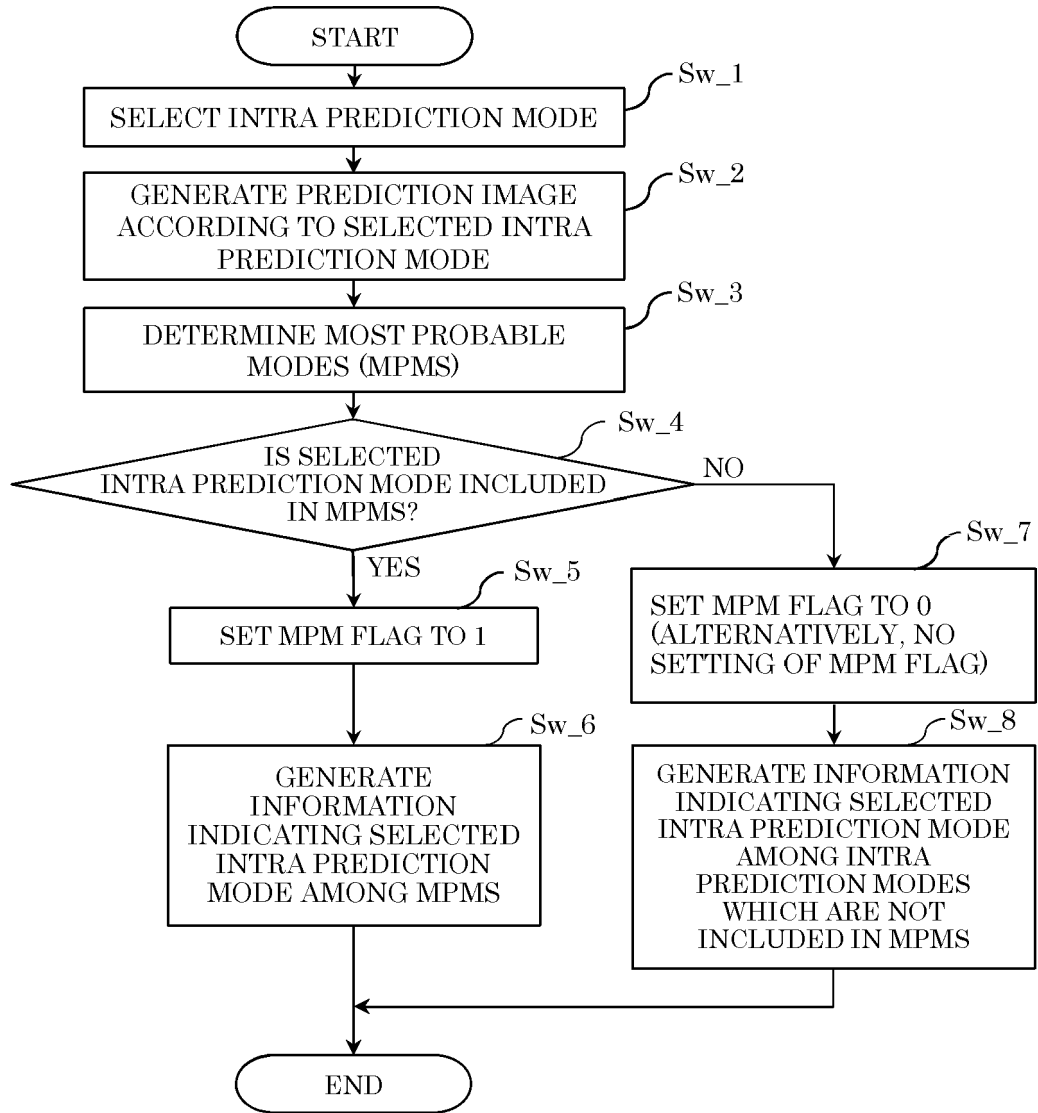 START
Sw_1
SELECT INTRA PREDICTION MODE
Sw_2
GENERATE PREDICTION IMAGE
ACCORDING TO SELECTED INTRA
PREDICTION MODE
Sw_3
DETERMINE MOST PROBABLE
MODES (MPMS)
Sw_4
IS SELECTED
INTRA PREDICTION MODE INCLUDED
IN MPMS?
NO
YES
Sw_5
SET MPM FLAG TO 1
Sw_6
GENERATE
INFORMATION
INDICATING SELECTED
INTRA PREDICTION
MODE AMONG MPMS
Sw_7
SET MPM FLAG TO 0
(ALTERNATIVELY, NO
SETTING OF MPM FLAG)
Sw_8
GENERATE INFORMATION
INDICATING SELECTED
INTRA PREDICTION MODE
AMONG INTRA
PREDICTION MODES
WHICH ARE NOT
INCLUDED IN MPMS
END